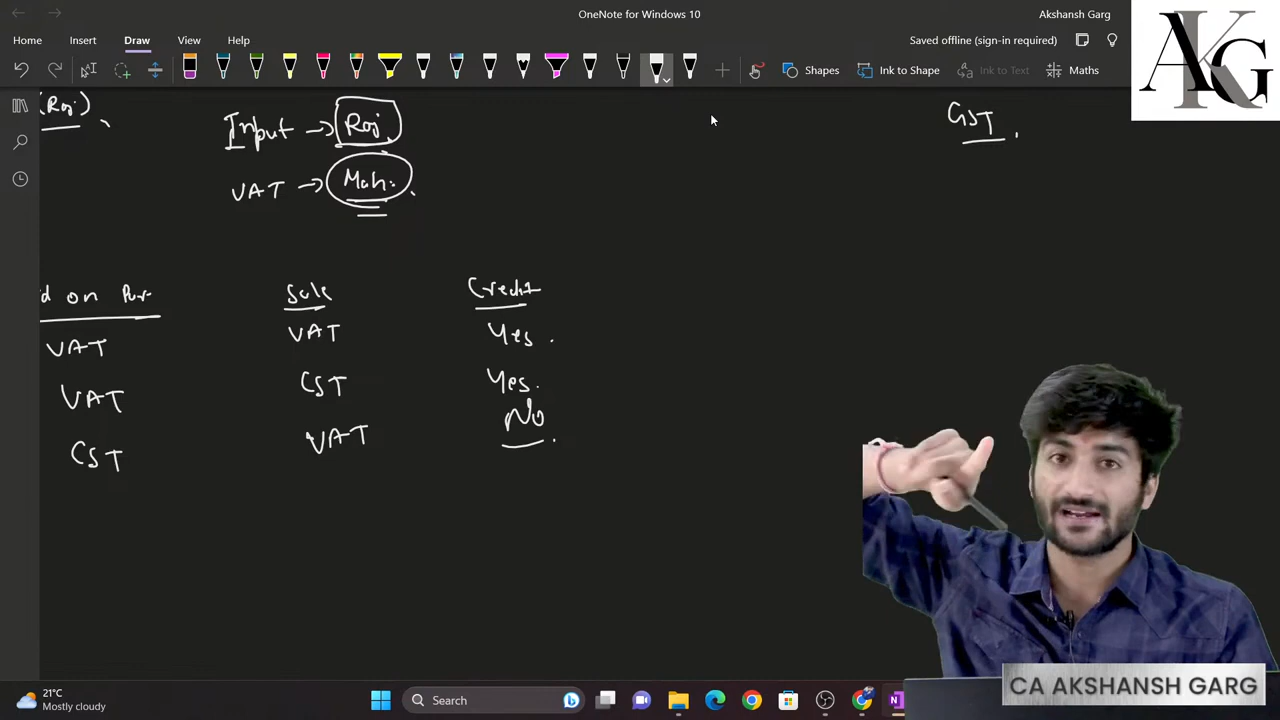 OneNote for Windows 10
Akshansh Garg
Home Insert Draw View Help
Saved offline (sign-in required)
Shapes Ink to Shape Ink to Text Maths
AKG
(Raj)
Input → Raj.
VAT → Mah.
GST.
d on Pur- Sale Credit
VAT VAT Yes.
VAT CST Yes.
CST VAT No.
CA AKSHANSH GARG
21°C
Mostly cloudy
Search